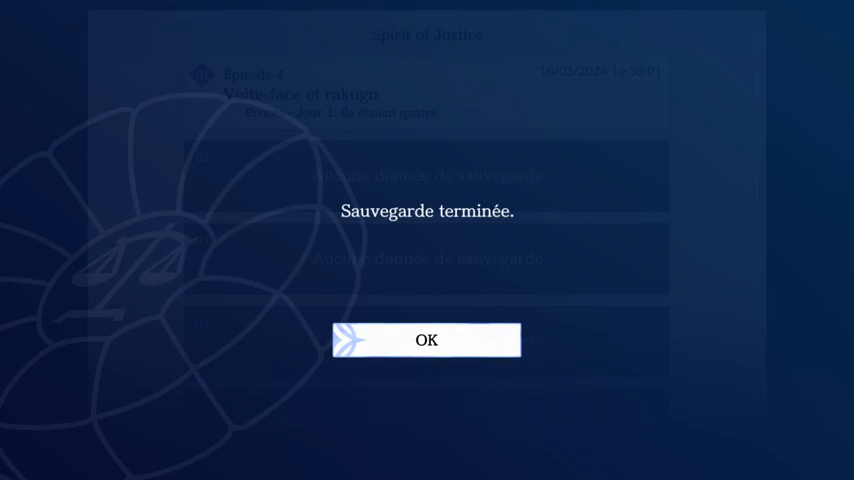 Spirit of Justice
01
Épisode 4
16/03/2024 10:50:01
Volte-face et rakugo
Procès - Jour 1: Ils étaient quatre
02
Aucune donnée de sauvegarde
Sauvegarde terminée.
03
Aucune donnée de sauvegarde
04
OK